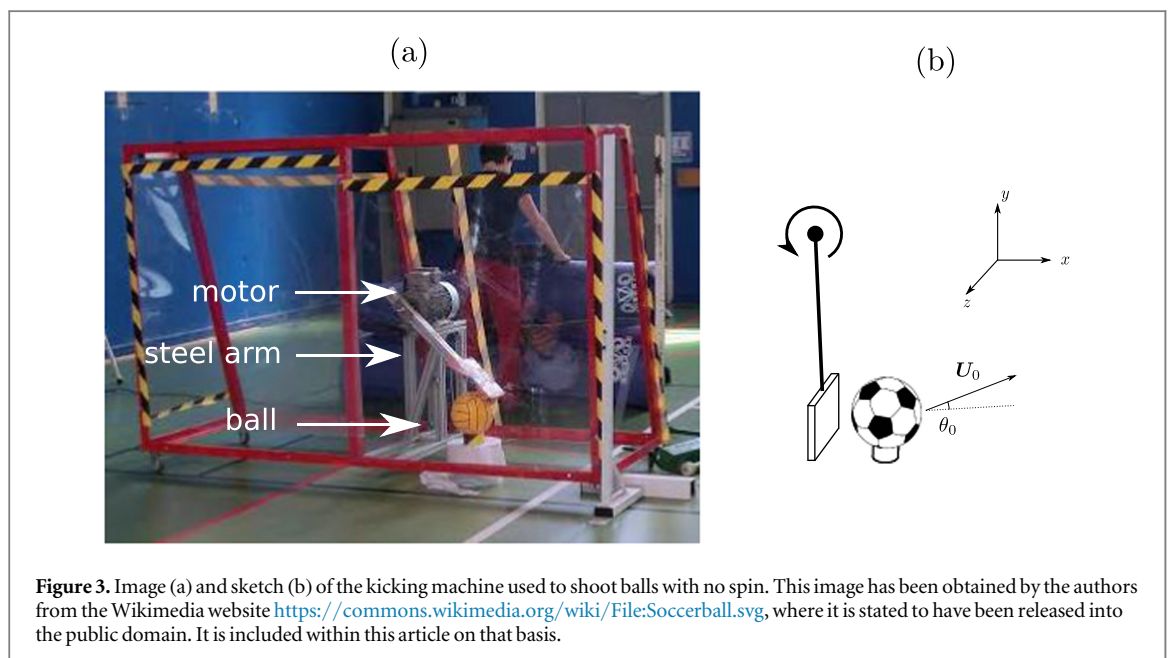 (a)
(b)
motor
steel arm
ball
y
x
z
U₀
θ₀
Figure 3. Image (a) and sketch (b) of the kicking machine used to shoot balls with no spin. This image has been obtained by the authors
from the Wikimedia website https://commons.wikimedia.org/wiki/File:Soccerball.svg, where it is stated to have been released into
the public domain. It is included within this article on that basis.